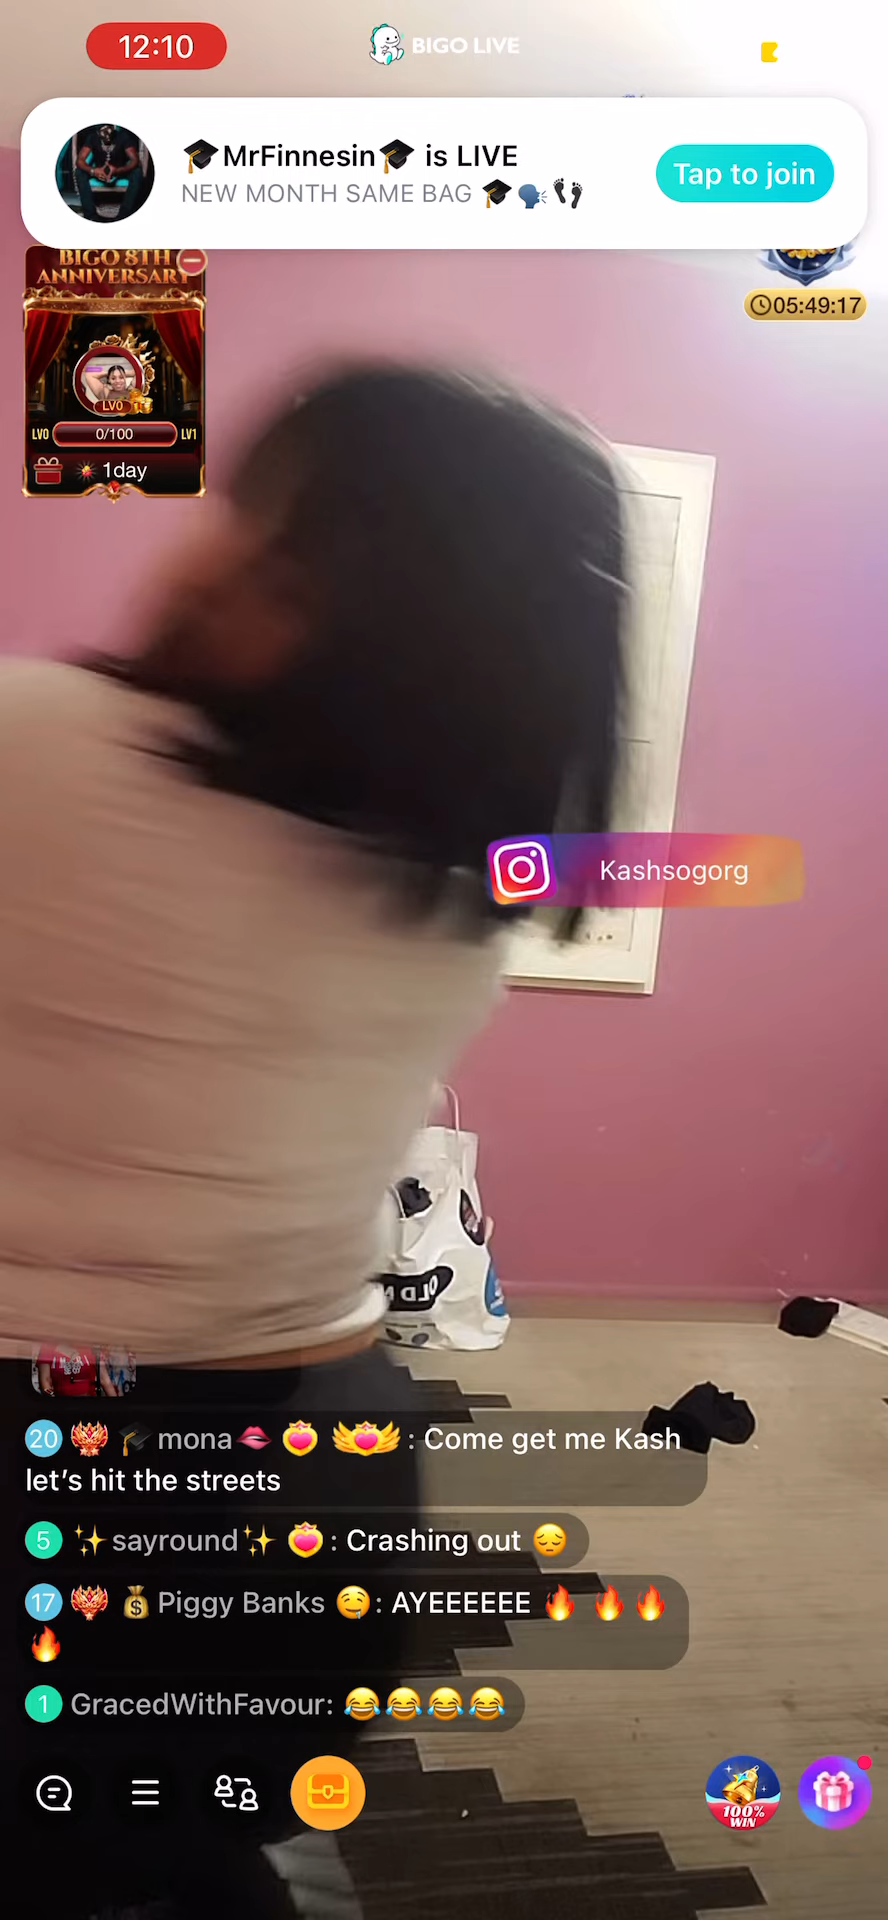 12:10
BIGO LIVE
🎓MrFinnesin🎓 is LIVE
NEW MONTH SAME BAG 🎓🗣️👣
Tap to join
BIGO 8TH
ANNIVERSARY
05:49:17
LV0
LV0 0/100 LV1
1day
Kashsogorg
OLD
20 🎓mona💋 : Come get me Kash
let’s hit the streets
5 ✨sayround✨ : Crashing out 😔
17 💰 Piggy Banks 🤤: AYEEEEEE 🔥 🔥 🔥
🔥
1 GracedWithFavour: 😂😂😂😂
100%
WIN